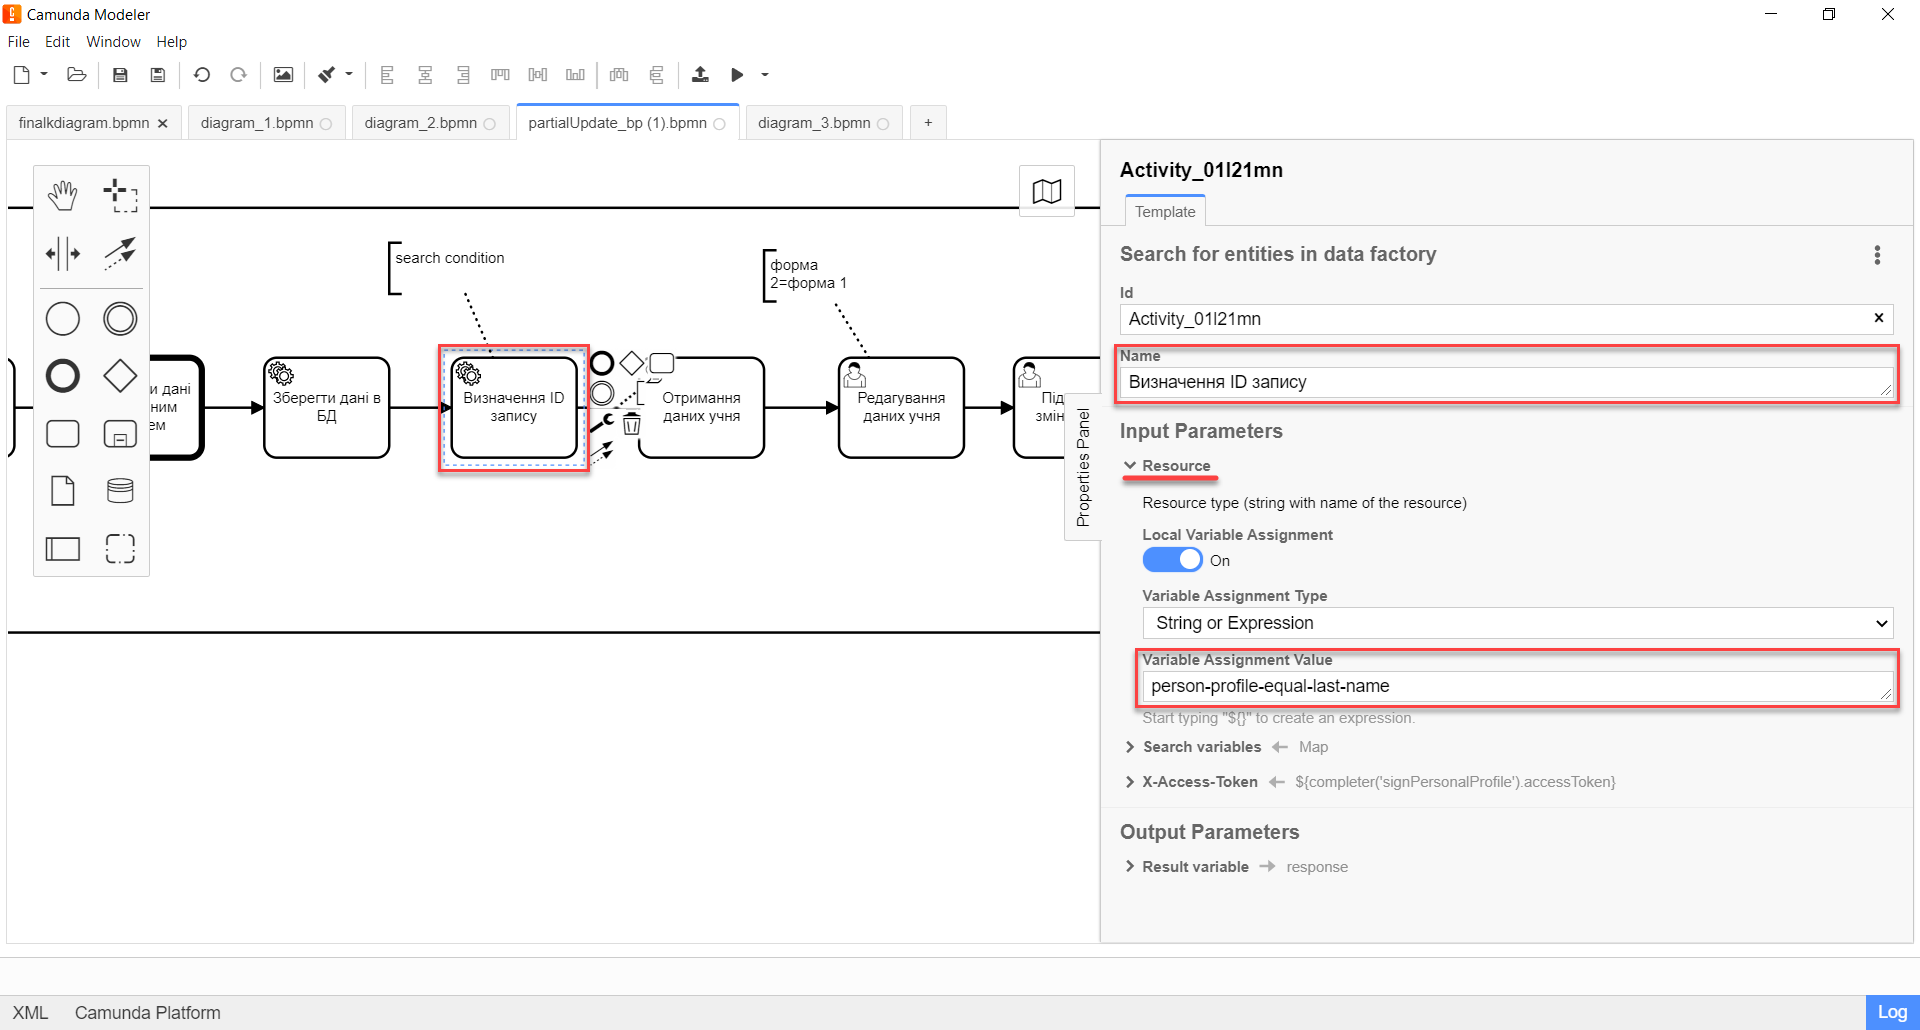 Camunda Modeler
File Edit Window Help
finalkdiagram.bpmn
diagram_1.bpmn
diagram_2.bpmn
partialUpdate_bp (1).bpmn
diagram_3.bpmn
+
search condition
форма
2=форма 1
и дані
ним
ем
Зберегти дані в
БД
Визначення ID
запису
Отримання
даних учня
Редагування
даних учня
Під
змін
Properties Panel
Activity_01l21mn
Template
Search for entities in data factory
Id
Activity_01l21mn
Name
Визначення ID запису
Input Parameters
Resource
Resource type (string with name of the resource)
Local Variable Assignment
On
Variable Assignment Type
String or Expression
Variable Assignment Value
person-profile-equal-last-name
Start typing "${}" to create an expression.
Search variables ← Map
X-Access-Token ← ${completer('signPersonalProfile').accessToken}
Output Parameters
Result variable → response
XML Camunda Platform
Log